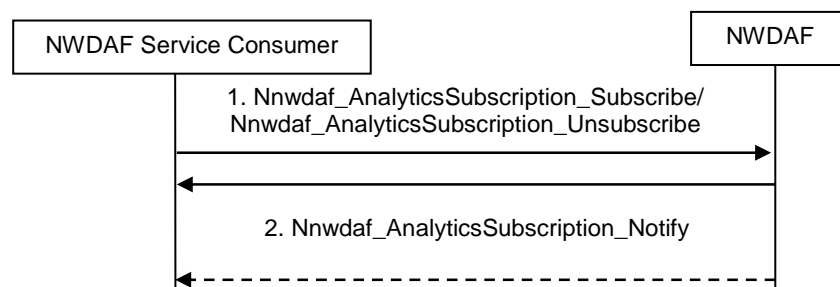 NWDAF Service Consumer
NWDAF
1. Nnwdaf_AnalyticsSubscription_Subscribe/
Nnwdaf_AnalyticsSubscription_Unsubscribe
2. Nnwdaf_AnalyticsSubscription_Notify